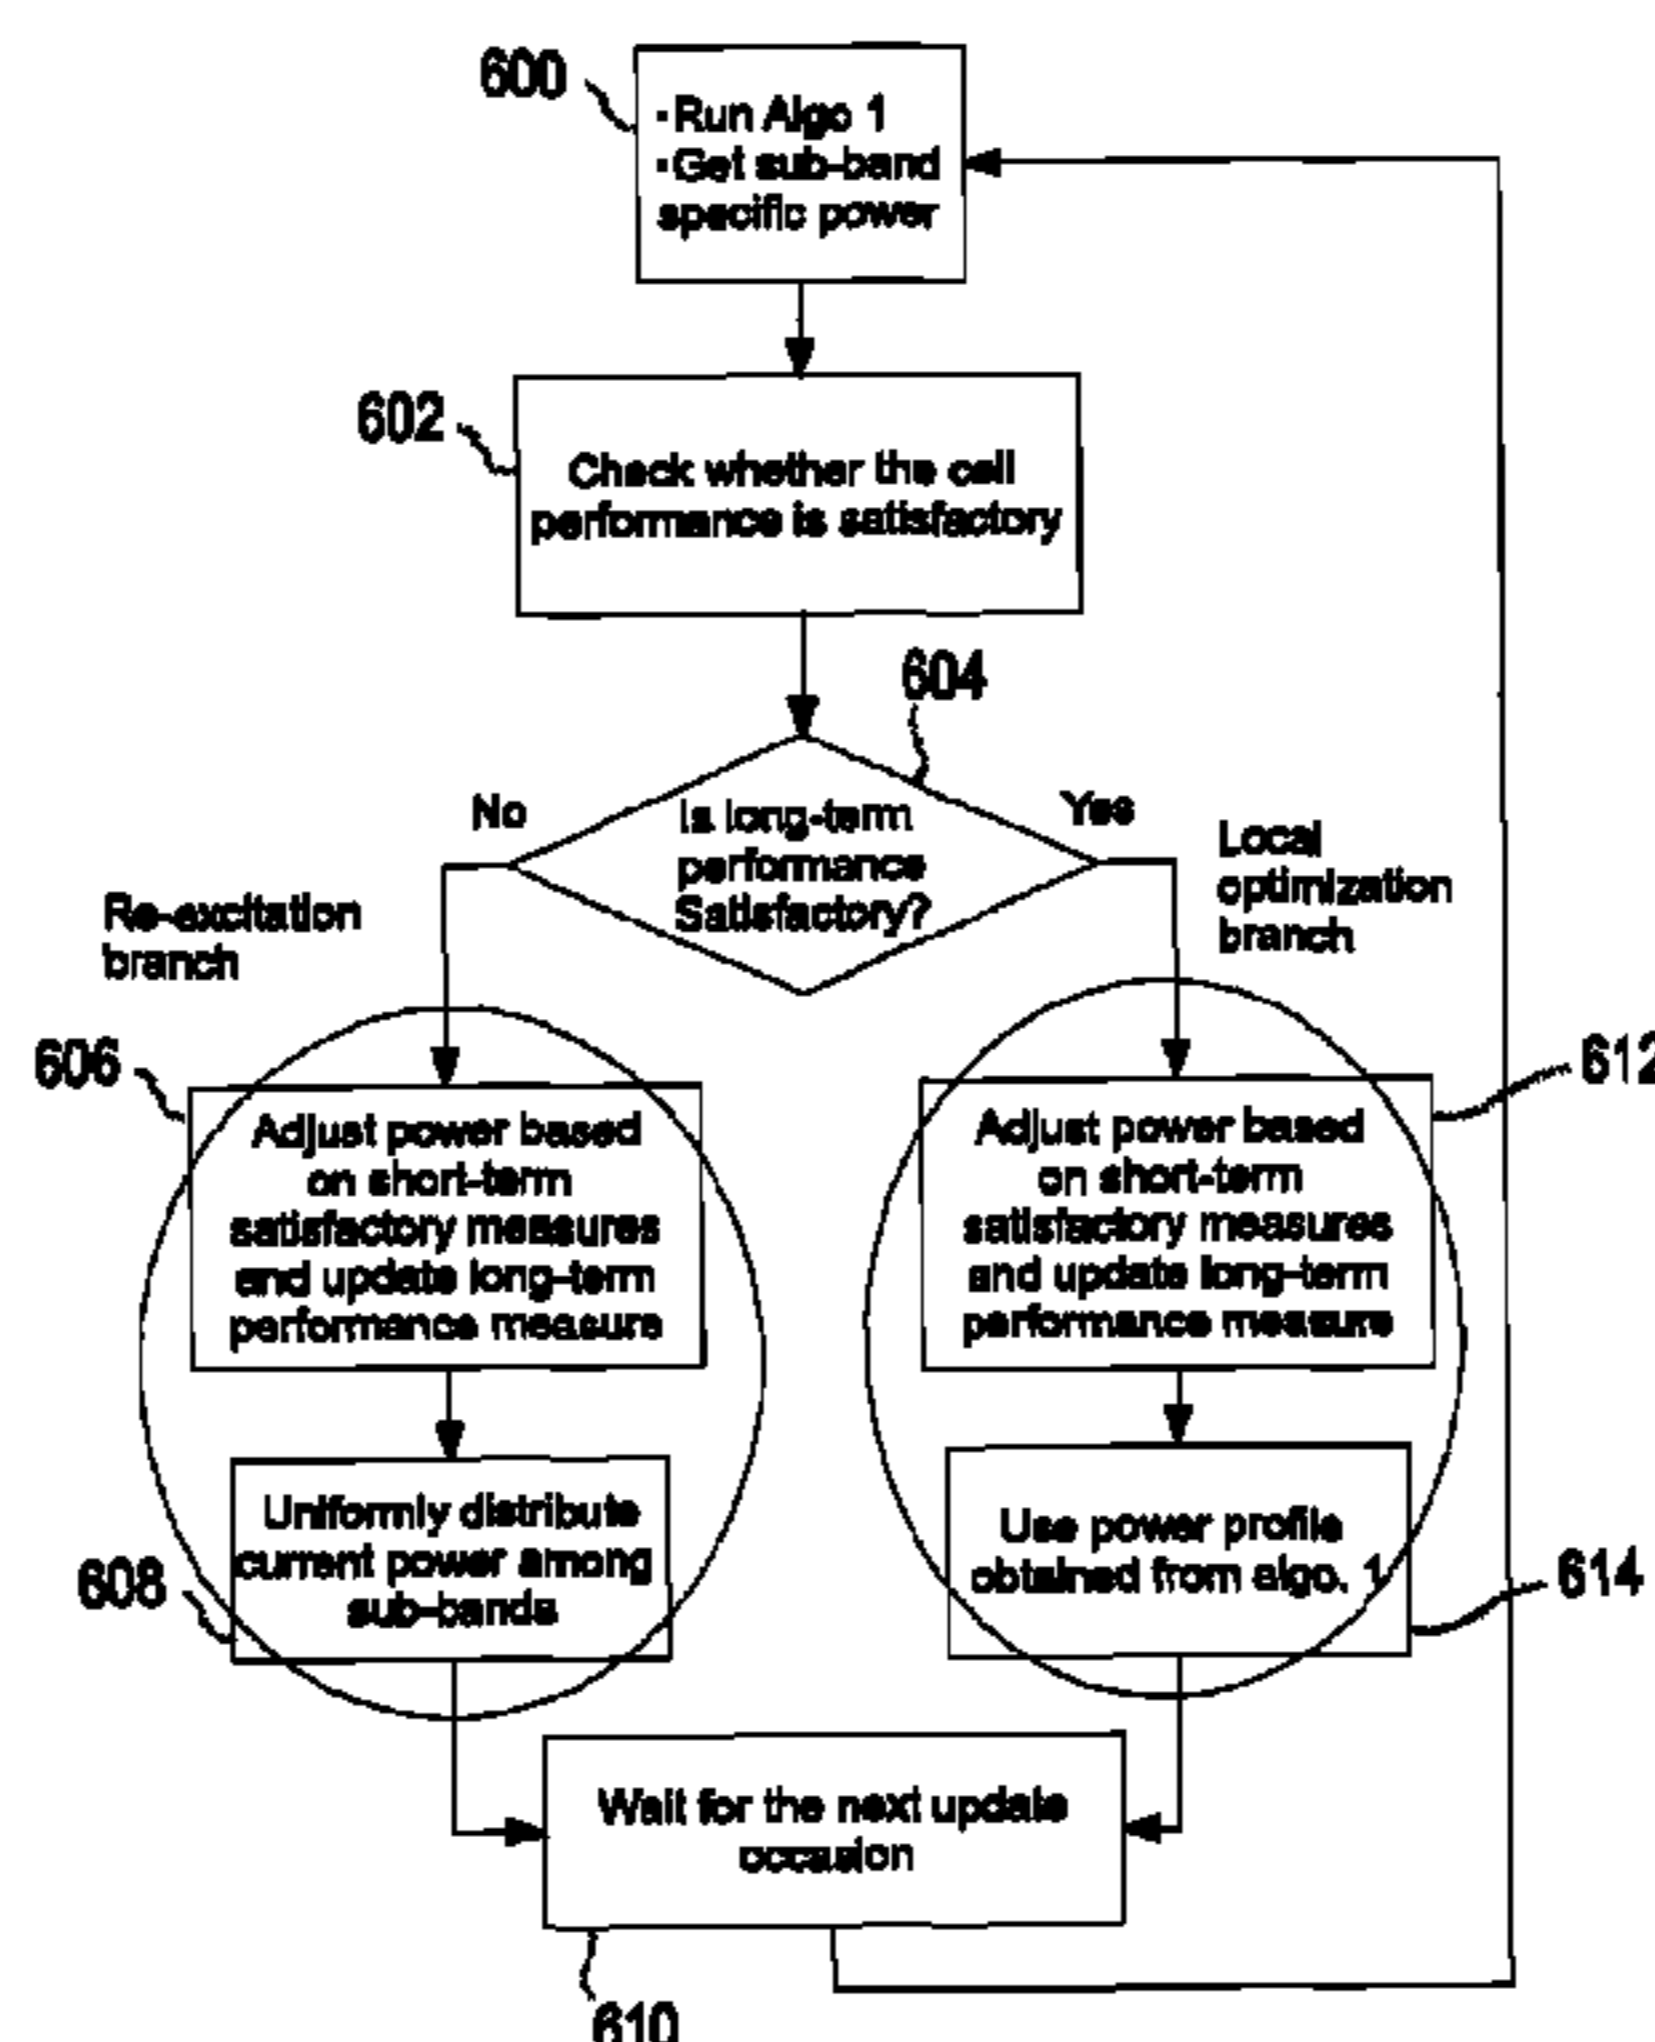 600
·Run Algo 1
·Get sub-band
specific power
602
Check whether the cell
performance is satisfactory
604
No
Is long-term
performance
Satisfactory?
Yes
Local
optimization
branch
Re-excitation
branch
606
Adjust power based
on short-term
satisfactory measures
and update long-term
performance measure
612
Adjust power based
on short-term
satisfactory measures
and update long-term
performance measure
608
Uniformly distribute
current power among
sub-bands
Use power profile
obtained from algo. 1
614
Wait for the next update
occasion
610